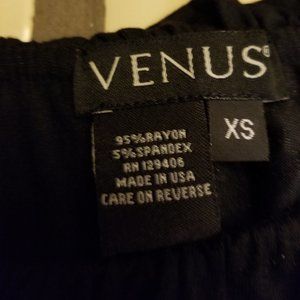 VENUS®
XS
95%RAYON
5%SPANDEX
RN 129406
MADE IN USA
CARE ON REVERSE